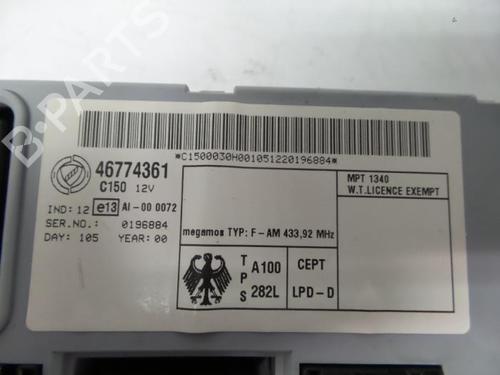 B-PARTS
46774361
C150 12V
*C1500030H001051220196884*
MPT 1340
W.T.LICENCE EXEMPT
IND: 12 e13 AI-00 0072
SER.NO.: 0196884
DAY: 105 YEAR: 00
megamos TYP: F-AM 433,92 MHz
TPS
A100
282L
CEPT
LPD-D